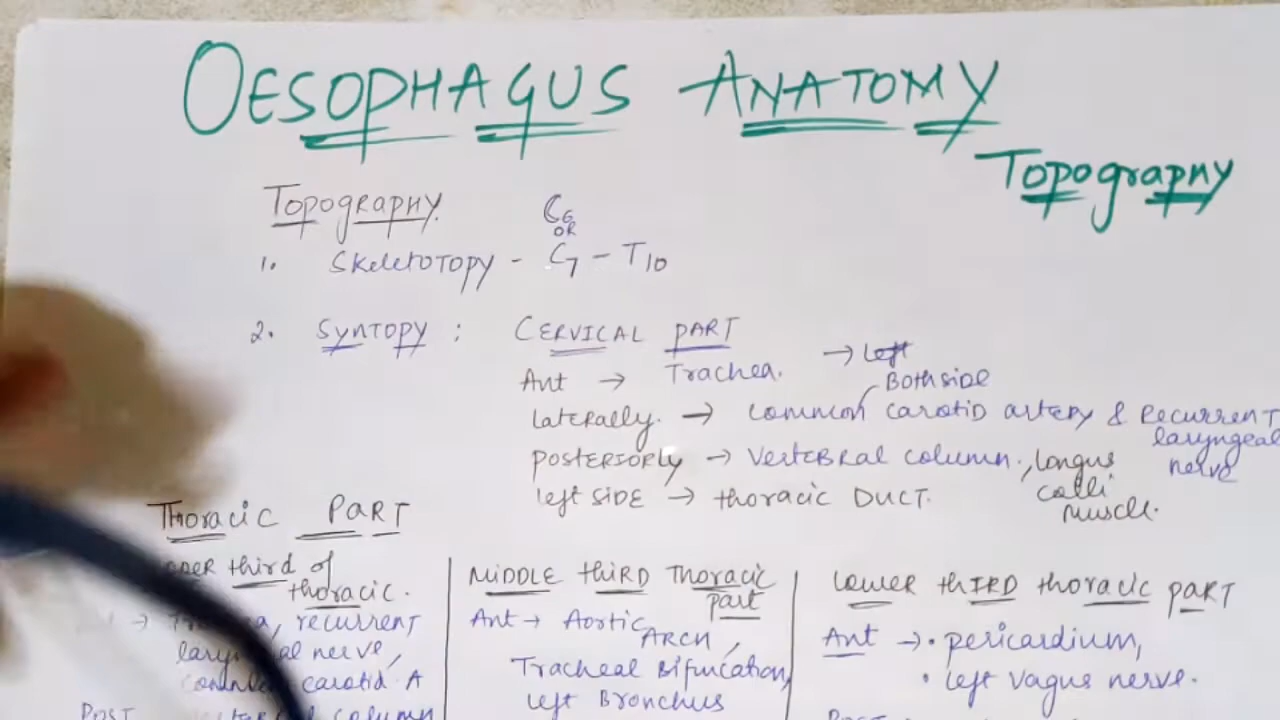 OESOPHAGUS ANATOMY
Topography
Topography.
C6
OR
1. Skeletotopy - C7 - T10
2. Syntopy : CERVICAL PART
Ant → Trachea. → left
Both side
laterally. → common carotid artery & Recurrent laryngeal nerve
posteriorly → vertebral column., longus calli muscle.
left side → thoracic Duct.
Thoracic PART
third of thoracic.
recurrent
nerve,
carotid A
Post column
MIDDLE thIRD Thoracic part
Ant → Aortic ARCH,
Tracheal Bifurcation,
left Bronchus
lower thIRD thoracic part
Ant → • pericardium,
• left vagus nerve.